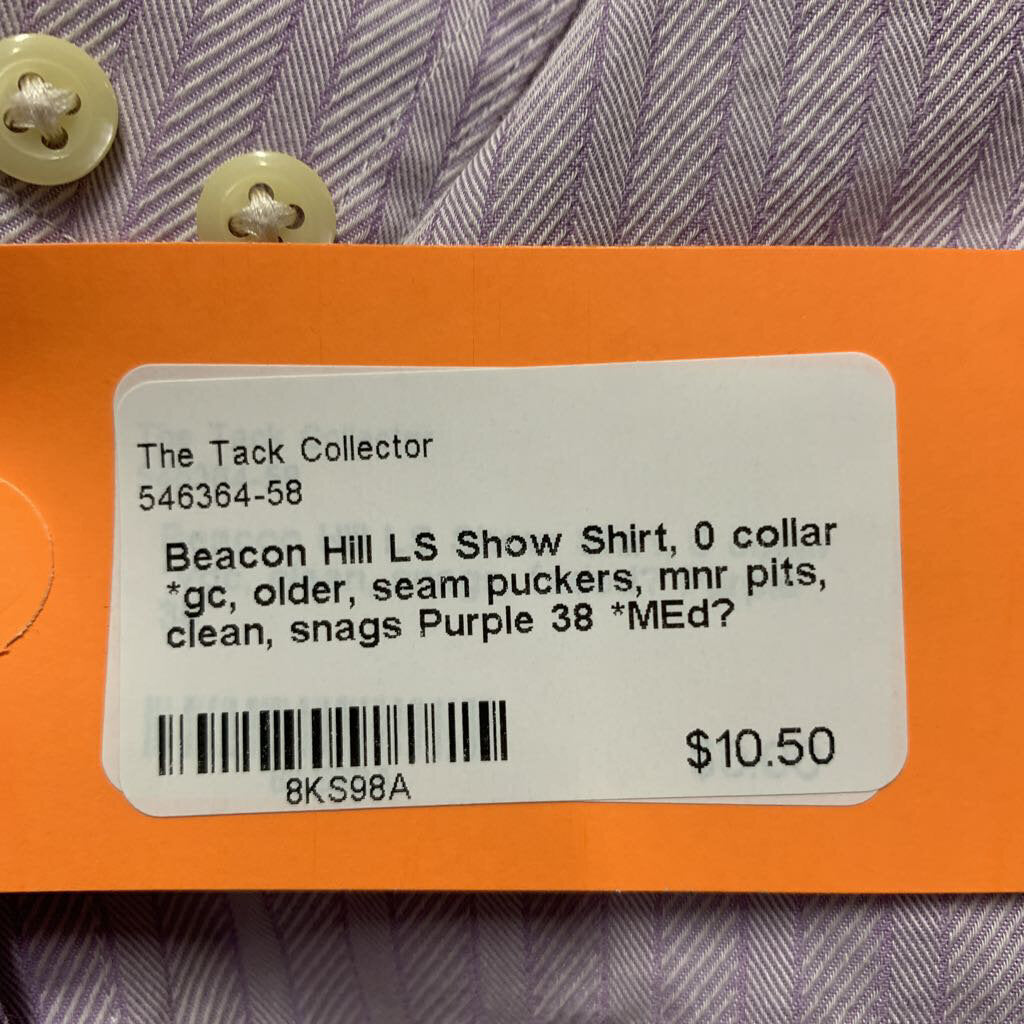 The Tack Collector
546364-58
Beacon Hill LS Show Shirt, 0 collar
*gc, older, seam puckers, mnr pits,
clean, snags Purple 38 *MEd?
8KS98A
$10.50